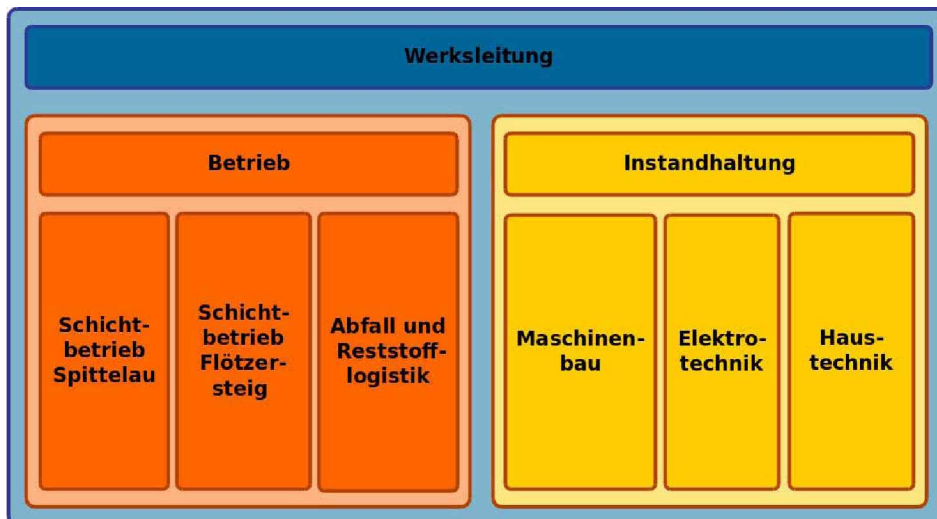 Werksleitung
Betrieb
Schicht-
betrieb
Spittelau
Schicht-
betrieb
Flötzer-
steig
Abfall und
Reststoff-
logistik
Instandhaltung
Maschinen-
bau
Elektro-
technik
Haus-
technik